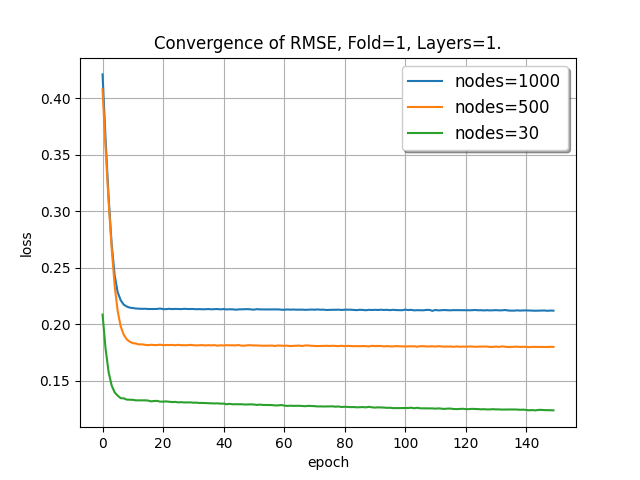 Convergence of RMSE, Fold=1, Layers=1.
nodes=1000
nodes=500
nodes=30
0.40
0.35
0.30
0.25
0.20
0.15
loss
0 20 40 60 80 100 120 140
epoch